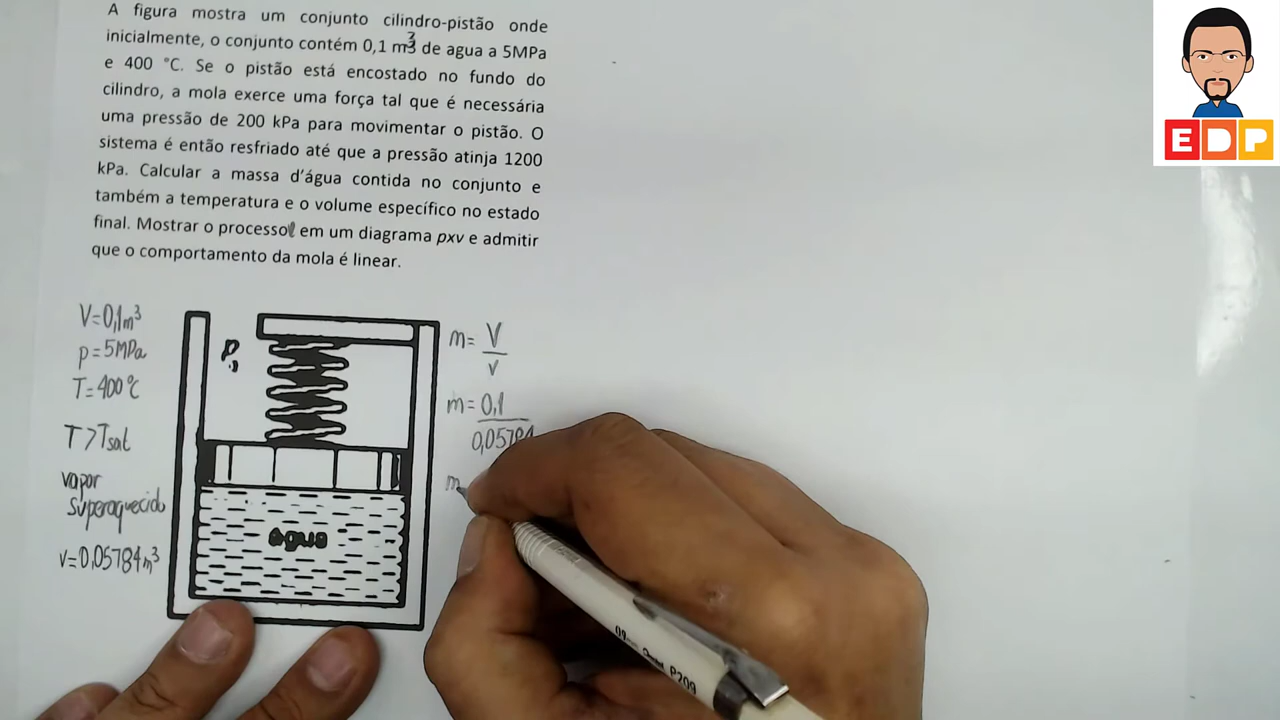 A figura mostra um conjunto cilindro-pistão onde
inicialmente, o conjunto contém 0,1 m³ de agua a 5MPa
e 400 °C. Se o pistão está encostado no fundo do
cilindro, a mola exerce uma força tal que é necessária
uma pressão de 200 kPa para movimentar o pistão. O
sistema é então resfriado até que a pressão atinja 1200
kPa. Calcular a massa d'água contida no conjunto e
também a temperatura e o volume específico no estado
final. Mostrar o processo em um diagrama pxv e admitir
que o comportamento da mola é linear.
V=0,1m³
p=5MPa
T=400°C
T>Tsat
vapor
superaquecido
v=0,05784m³
P
água
m= V
v
m= 0,1
0,05784
m
EDP
P209